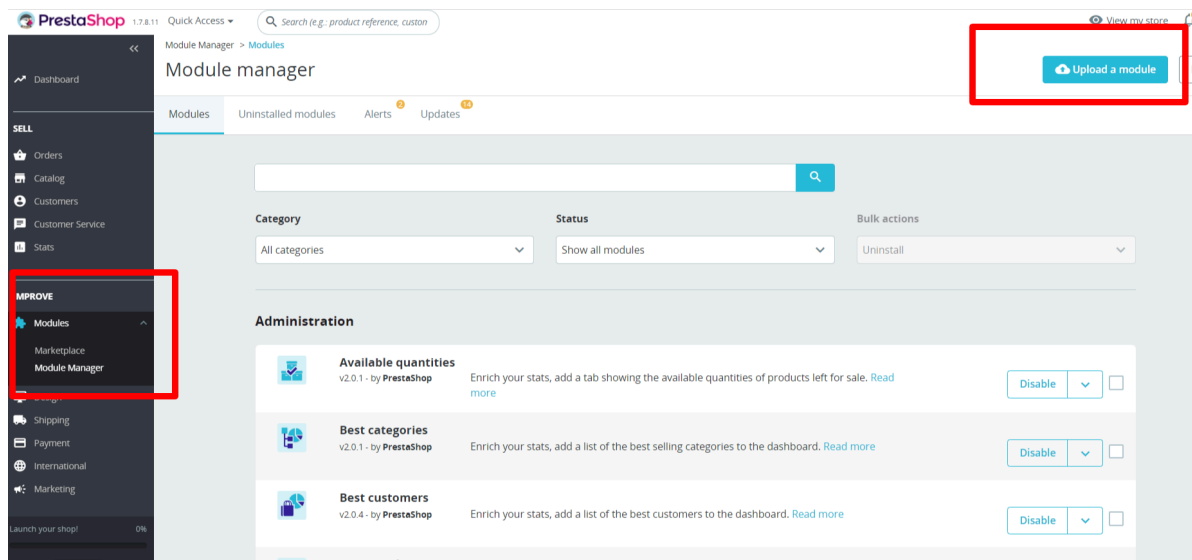 PrestaShop 1.7.8.11 Quick Access Search (e.g.: product reference, custon View my store
Module Manager > Modules
Module manager
Upload a module
Modules Uninstalled modules Alerts 2 Updates 14
Dashboard
SELL
Orders
Catalog
Customers
Customer Service
Stats
IMPROVE
Modules
Marketplace
Module Manager
Design
Shipping
Payment
International
Marketing
Launch your shop! 0%
Category Status Bulk actions
All categories Show all modules Uninstall
Administration
Available quantities
v2.0.1 - by PrestaShop Enrich your stats, add a tab showing the available quantities of products left for sale. Read
more
Disable
Best categories
v2.0.1 - by PrestaShop Enrich your stats, add a list of the best selling categories to the dashboard. Read more
Disable
Best customers
v2.0.4 - by PrestaShop Enrich your stats, add a list of the best customers to the dashboard. Read more
Disable